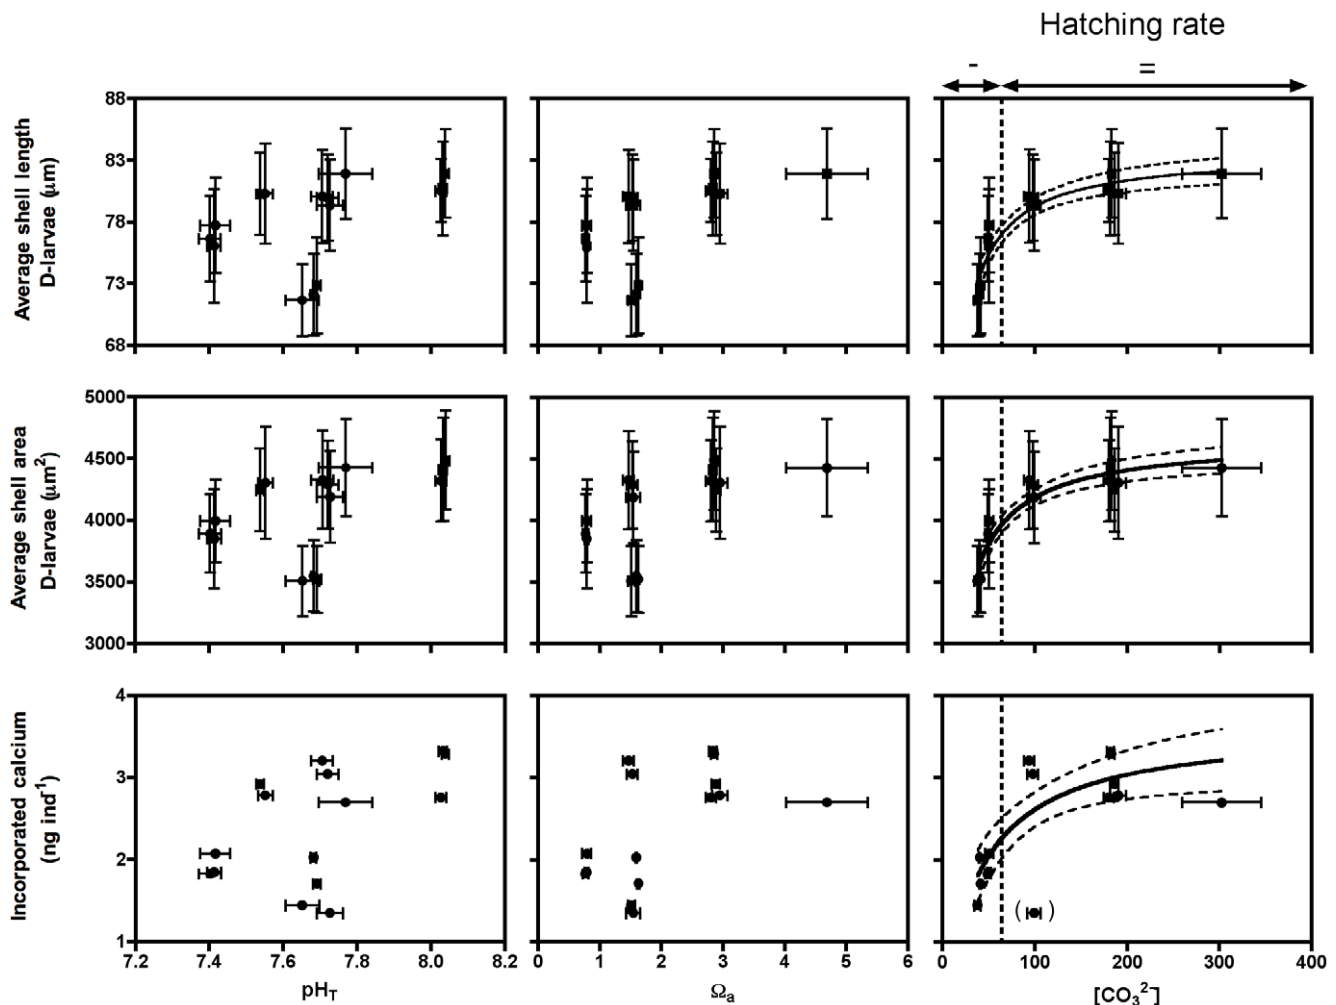 Hatching rate
- =
Average shell length
D-larvae (µm)
88
83
78
73
68
Average shell area
D-larvae (µm²)
5000
4500
4000
3500
3000
Incorporated calcium
(ng ind⁻¹)
4
3
2
1
( )
7.2 7.4 7.6 7.8 8.0 8.2
0 1 2 3 4 5 6
0 100 200 300 400
pH_T
Ω_a
[CO₃²⁻]